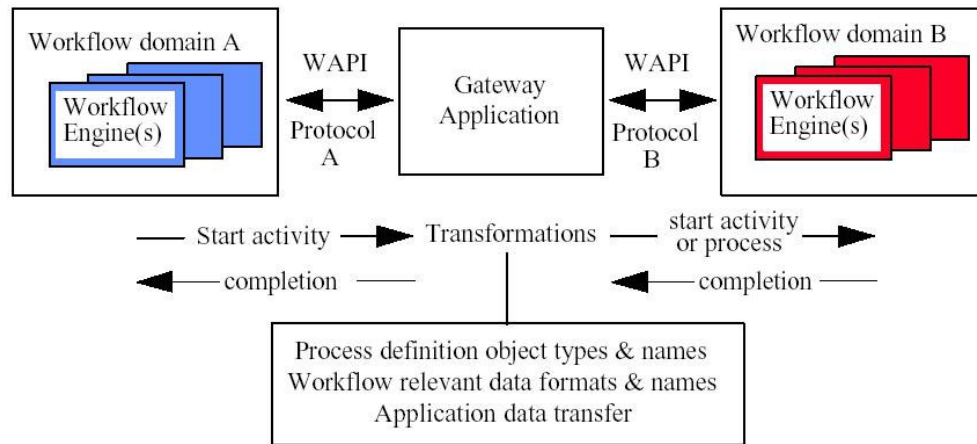 Workflow domain A
Workflow
Engine(s)
WAPI
Protocol
A
Gateway
Application
WAPI
Protocol
B
Workflow domain B
Workflow
Engine(s)
Start activity
Transformations
start activity
or process
completion
completion
Process definition object types & names
Workflow relevant data formats & names
Application data transfer